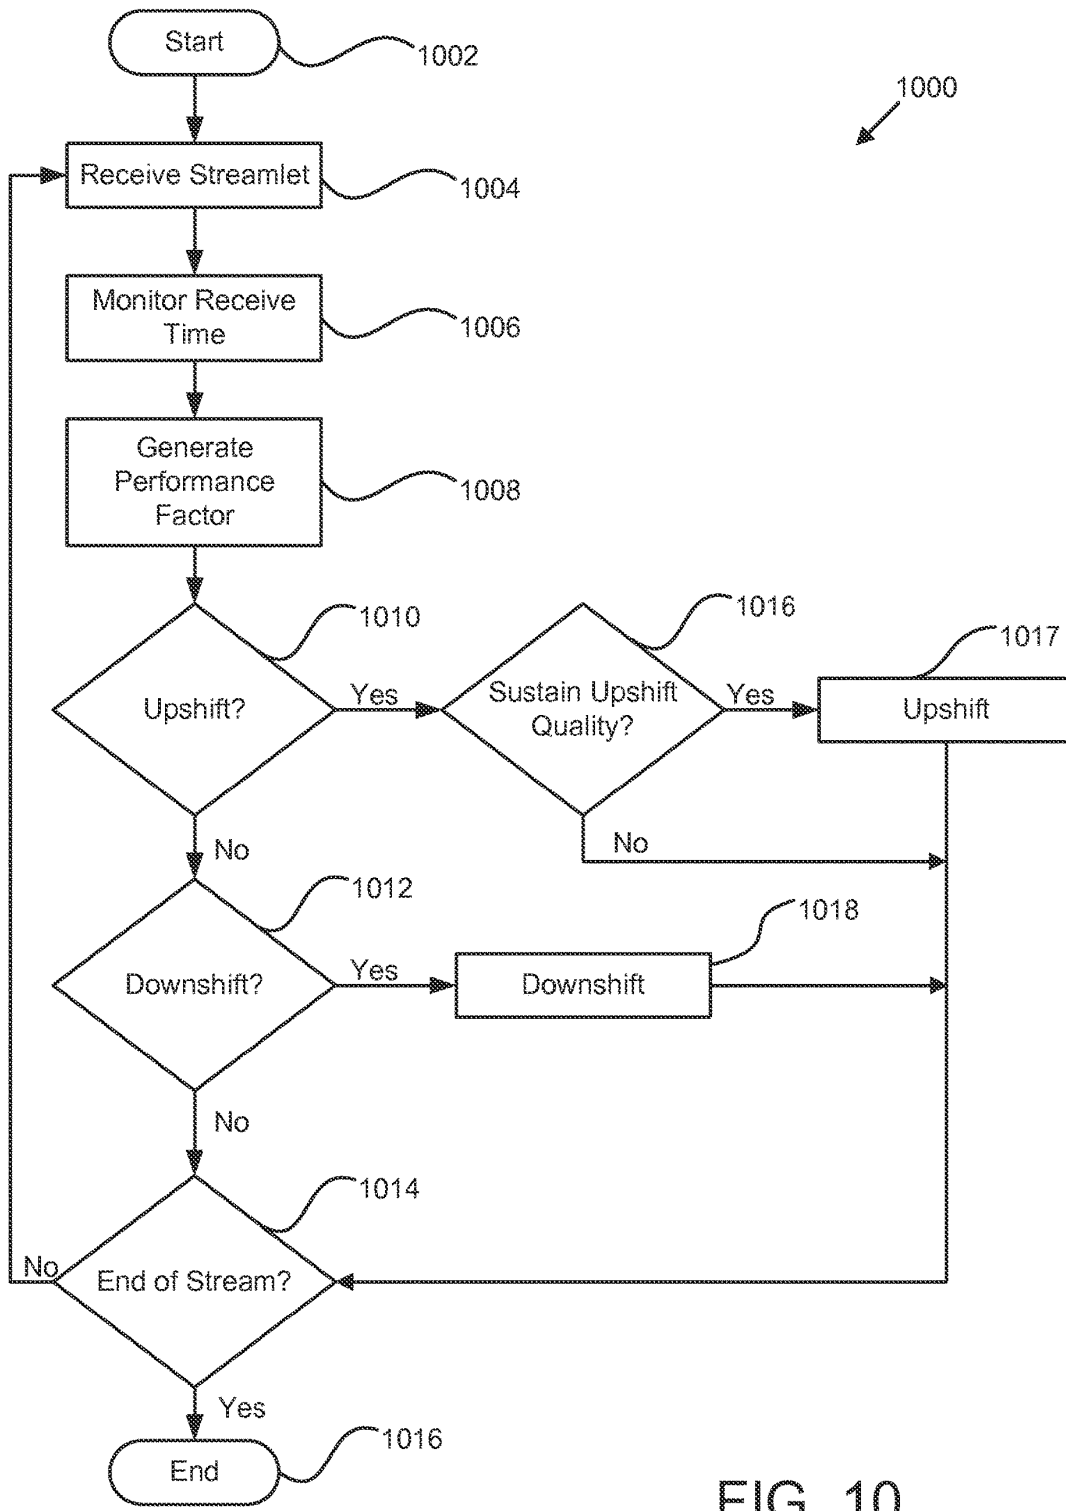 Start
1002
1000
Receive Streamlet
1004
Monitor Receive
Time
1006
Generate
Performance
Factor
1008
1010
1016
1017
Upshift?
Yes
Sustain Upshift
Quality?
Yes
Upshift
No
No
1012
1018
Downshift?
Yes
Downshift
No
1014
No
End of Stream?
Yes
End
1016
FIG. 10